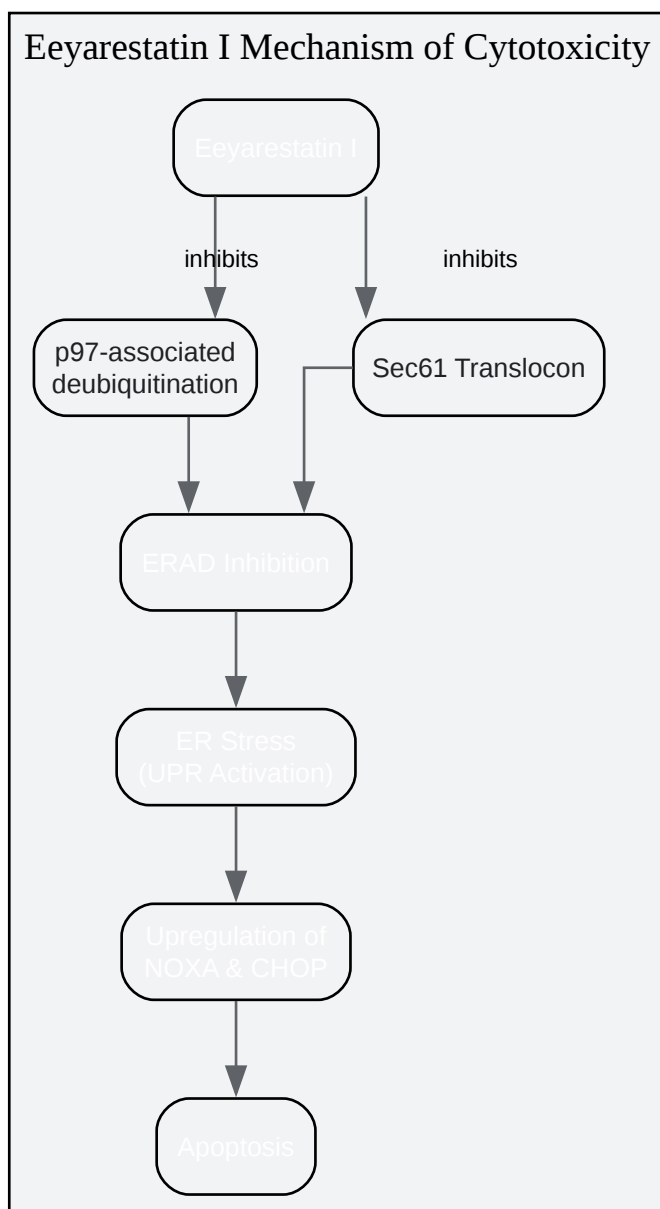 Eeyarestatin I Mechanism of Cytotoxicity
Eeyarestatin I
inhibits
inhibits
p97-associated
deubiquitination
Sec61 Translocon
ERAD Inhibition
ER Stress
(UPR Activation)
Upregulation of
NOXA & CHOP
Apoptosis